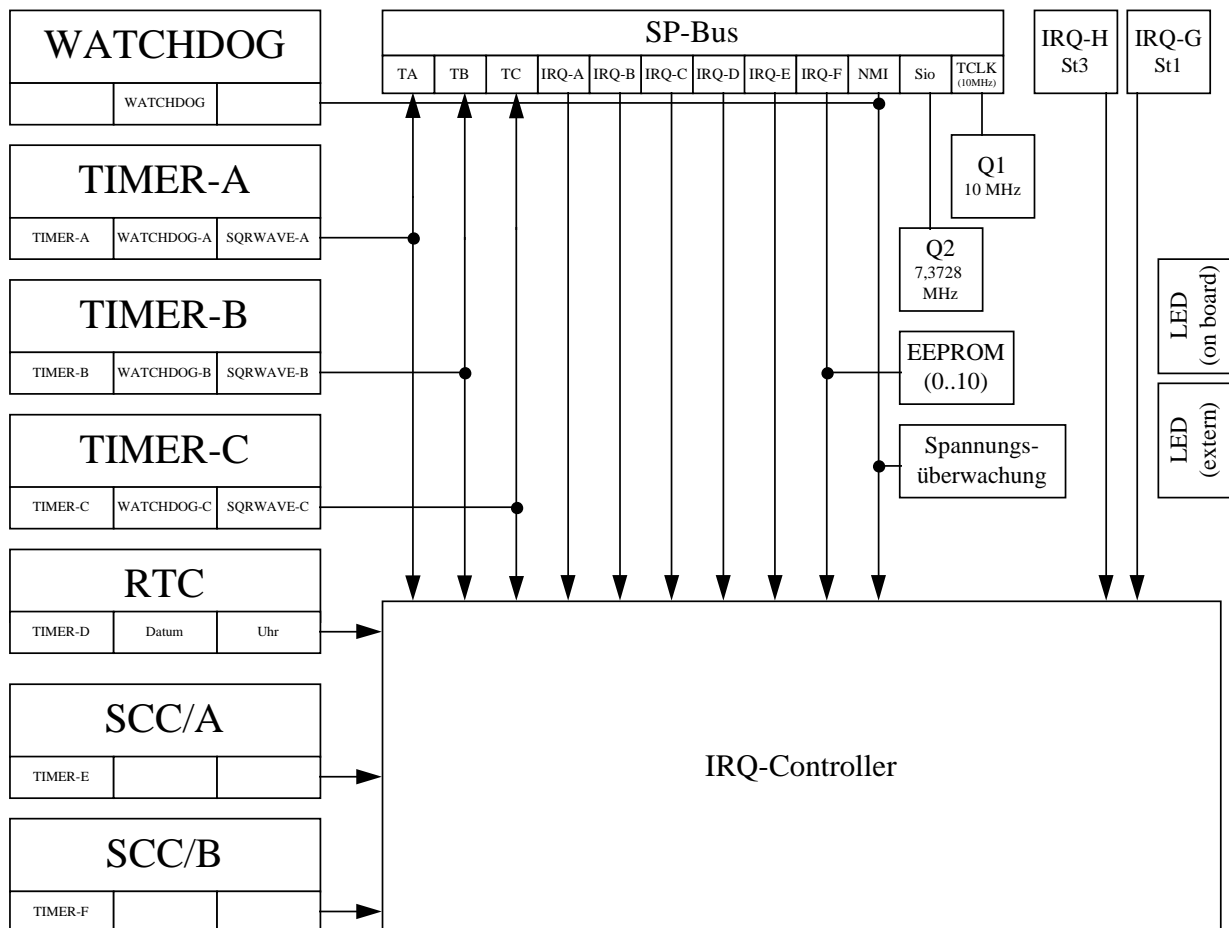 WATCHDOG
WATCHDOG
SP-Bus
TA TB TC IRQ-A IRQ-B IRQ-C IRQ-D IRQ-E IRQ-F NMI Sio TCLK
(10MHz)
IRQ-H
St3
IRQ-G
St1
TIMER-A
TIMER-A WATCHDOG-A SQRWAVE-A
Q1
10 MHz
Q2
7,3728
MHz
TIMER-B
TIMER-B WATCHDOG-B SQRWAVE-B
EEPROM
(0..10)
LED
(on board)
TIMER-C
TIMER-C WATCHDOG-C SQRWAVE-C
Spannungs-
überwachung
LED
(extern)
RTC
TIMER-D Datum Uhr
SCC/A
TIMER-E
IRQ-Controller
SCC/B
TIMER-F